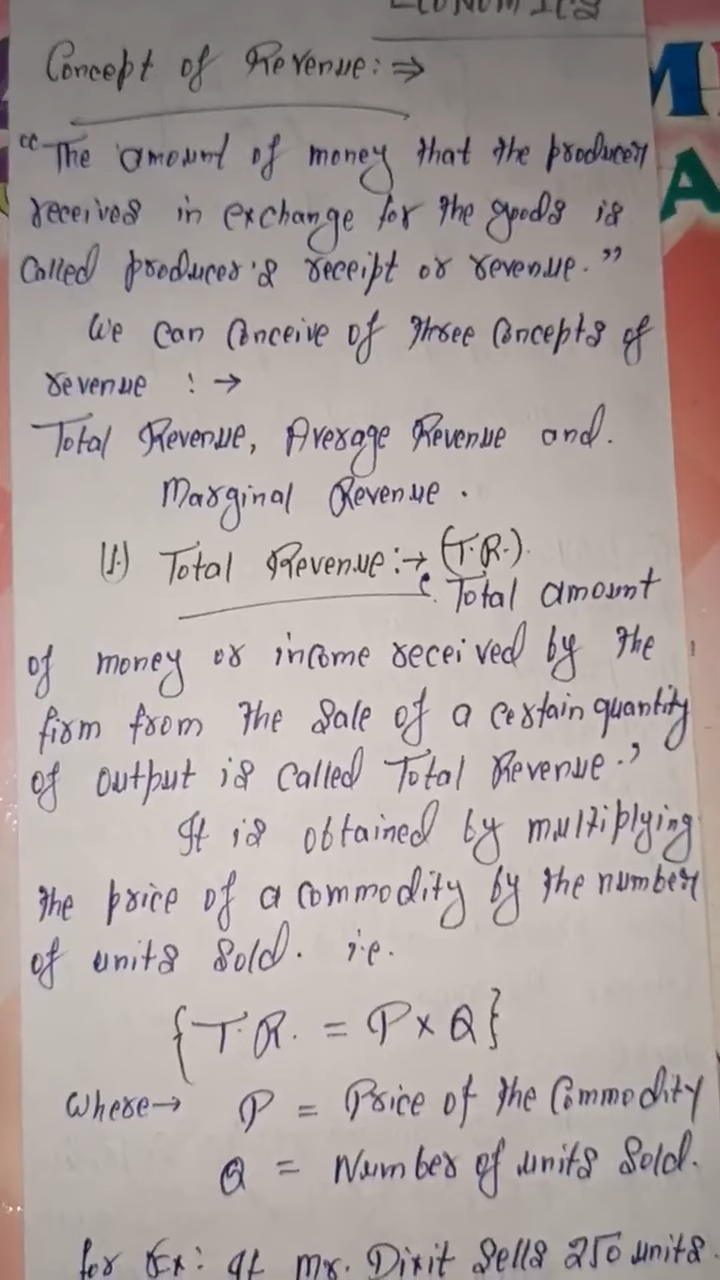 ECONOMICS
Concept of Revenue: ⇒
"The amount of money that the producer
receives in exchange for the goods is
Called producer's receipt or revenue."
We can Conceive of three Concepts of
revenue : →
Total Revenue, Average Revenue and.
Marginal Revenue.
(1.) Total Revenue:→ (T.R.)
'Total amount
of money or income received by the
firm from the Sale of a certain quantity
of output is called Total Revenue.'
It is obtained by multiplying
the price of a commodity by the number
of units Sold. i.e.
{T.R. = P x Q}
Where→ P = Price of the Commodity
Q = Number of units Sold.
for Ex: If Mr. Dixit Sells 250 units
M
A